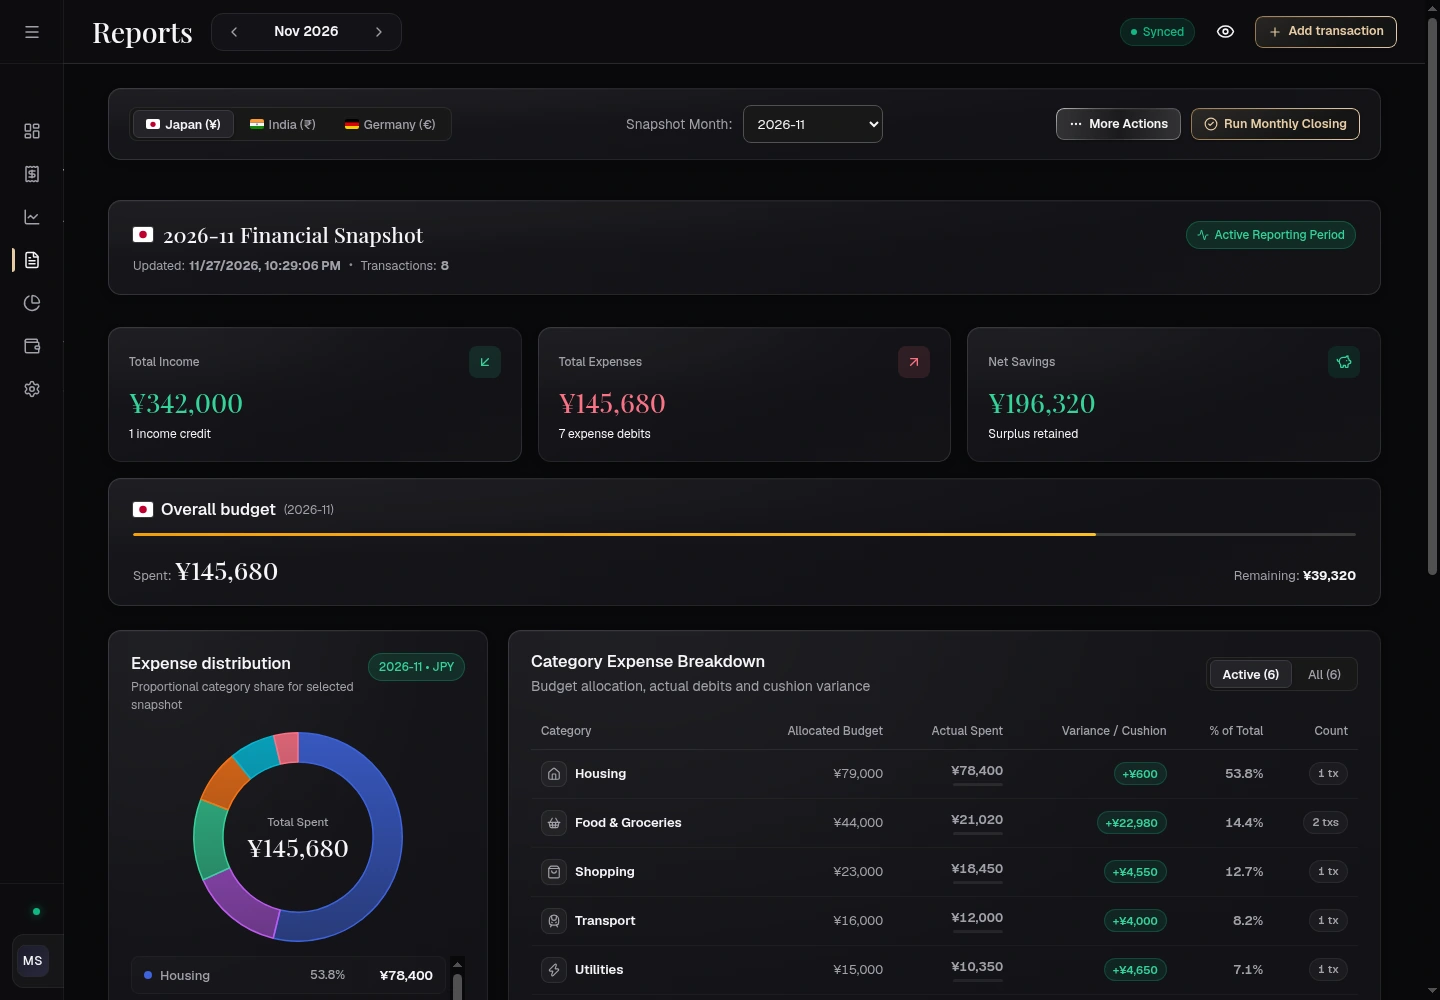 Reports
Nov 2026
Synced
Add transaction
Japan (¥)
India (₹)
Germany (€)
Snapshot Month:
2026-11
More Actions
Run Monthly Closing
2026-11 Financial Snapshot
Active Reporting Period
Updated: 11/27/2026, 10:29:06 PM • Transactions: 8
Total Income
¥342,000
1 income credit
Total Expenses
¥145,680
7 expense debits
Net Savings
¥196,320
Surplus retained
Overall budget (2026-11)
Spent: ¥145,680
Remaining: ¥39,320
Expense distribution
2026-11 • JPY
Proportional category share for selected
snapshot
Total Spent
¥145,680
Housing 53.8% ¥78,400
Category Expense Breakdown
Budget allocation, actual debits and cushion variance
Active (6)
All (6)
Category Allocated Budget Actual Spent Variance / Cushion % of Total Count
Housing ¥79,000 ¥78,400 +¥600 53.8% 1 tx
Food & Groceries ¥44,000 ¥21,020 +¥22,980 14.4% 2 txs
Shopping ¥23,000 ¥18,450 +¥4,550 12.7% 1 tx
Transport ¥16,000 ¥12,000 +¥4,000 8.2% 1 tx
Utilities ¥15,000 ¥10,350 +¥4,650 7.1% 1 tx
MS